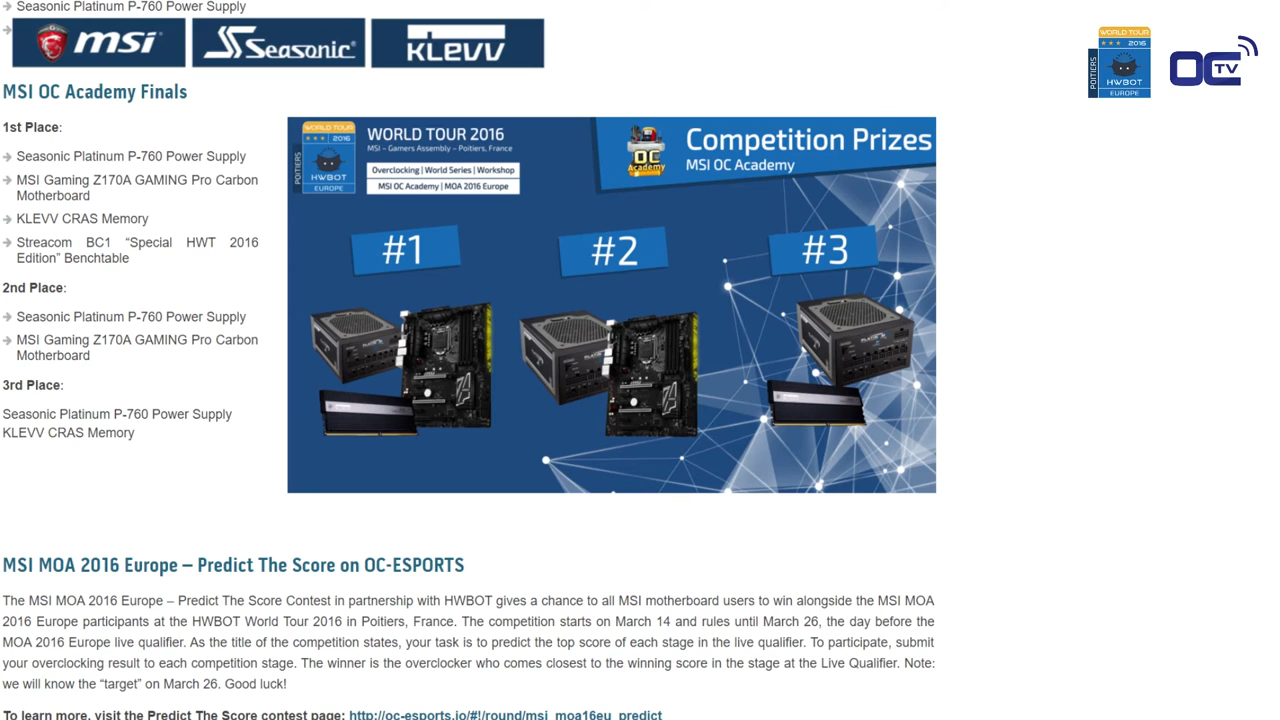 Seasonic Platinum P-760 Power Supply
msi
Seasonic
KLEVV
MSI OC Academy Finals
1st Place:
Seasonic Platinum P-760 Power Supply
MSI Gaming Z170A GAMING Pro Carbon
Motherboard
KLEVV CRAS Memory
Streacom BC1 “Special HWT 2016
Edition” Benchtable
2nd Place:
Seasonic Platinum P-760 Power Supply
MSI Gaming Z170A GAMING Pro Carbon
Motherboard
3rd Place:
Seasonic Platinum P-760 Power Supply
KLEVV CRAS Memory
WORLD TOUR
2016
POITIERS
HWBOT
EUROPE
WORLD TOUR 2016
MSI – Gamers Assembly – Poitiers, France
Overclocking | World Series | Workshop
MSI OC Academy | MOA 2016 Europe
OC
Academy
Competition Prizes
MSI OC Academy
#1
#2
#3
WORLD TOUR
2016
POITIERS
HWBOT
EUROPE
OC TV
MSI MOA 2016 Europe – Predict The Score on OC-ESPORTS
The MSI MOA 2016 Europe – Predict The Score Contest in partnership with HWBOT gives a chance to all MSI motherboard users to win alongside the MSI MOA
2016 Europe participants at the HWBOT World Tour 2016 in Poitiers, France. The competition starts on March 14 and rules until March 26, the day before the
MOA 2016 Europe live qualifier. As the title of the competition states, your task is to predict the top score of each stage in the live qualifier. To participate, submit
your overclocking result to each competition stage. The winner is the overclocker who comes closest to the winning score in the stage at the Live Qualifier. Note:
we will know the “target” on March 26. Good luck!
To learn more, visit the Predict The Score contest page: http://oc-esports.io/#!/round/msi_moa16eu_predict